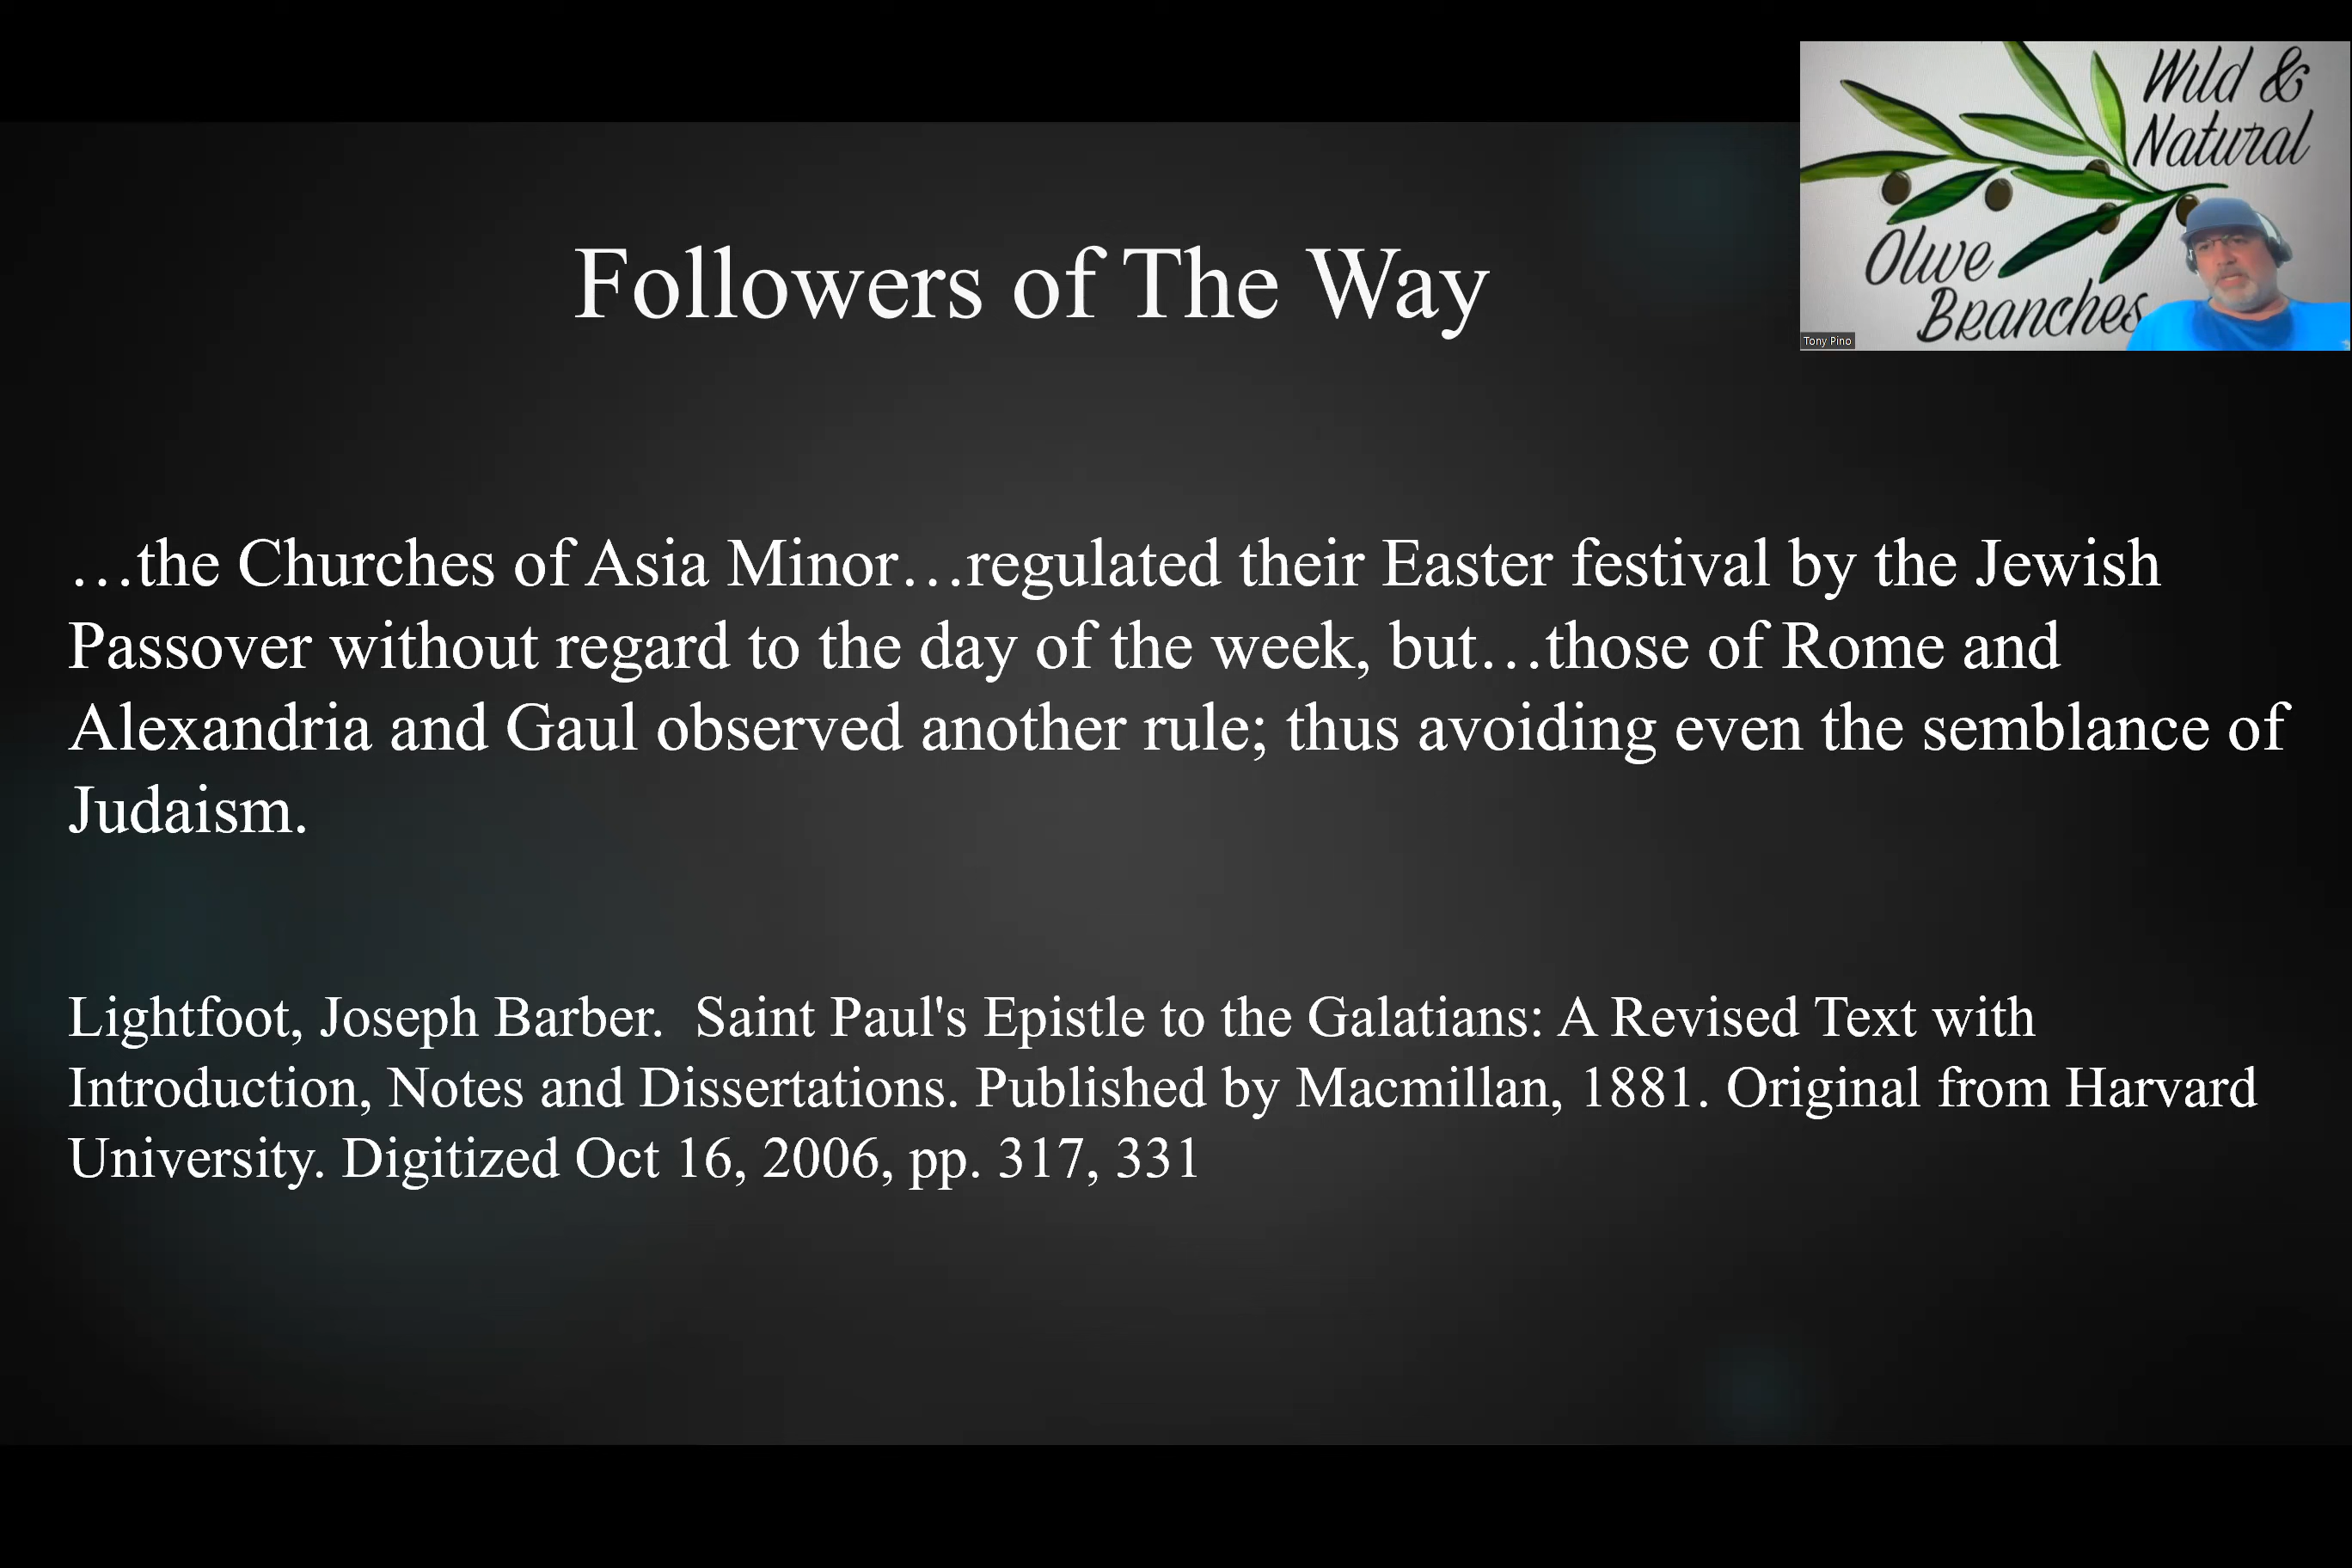 Wild &
Natural
Olive
Branches
Tony Pino
Followers of The Way
…the Churches of Asia Minor…regulated their Easter festival by the Jewish
Passover without regard to the day of the week, but…those of Rome and
Alexandria and Gaul observed another rule; thus avoiding even the semblance of
Judaism.
Lightfoot, Joseph Barber.  Saint Paul's Epistle to the Galatians: A Revised Text with
Introduction, Notes and Dissertations. Published by Macmillan, 1881. Original from Harvard
University. Digitized Oct 16, 2006, pp. 317, 331